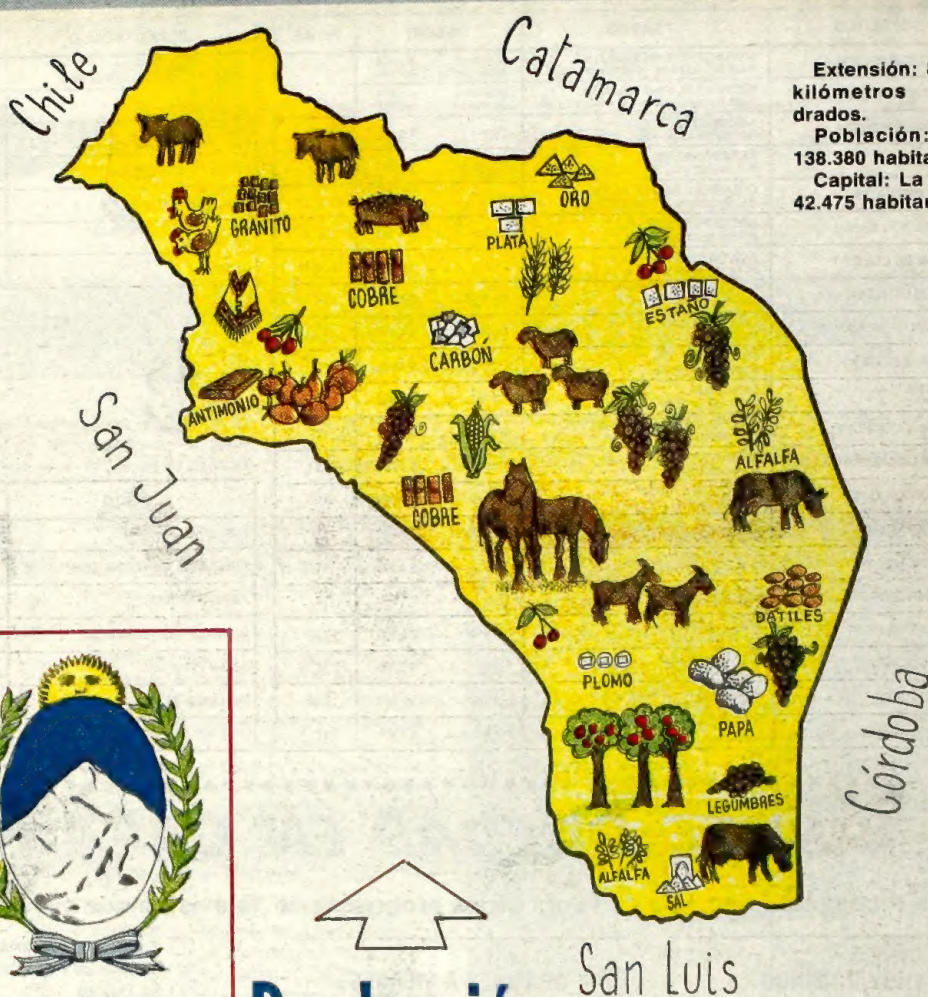 Chile
Catamarca
Extensión:
kilómetros
drados.
Población:
138.380
Capital: La
42.475
ORO
GRANITO
PLATA
COBRE
ESTAÑO
CARBÓN
ANTIMONIO
San Juan
ALFALFA
COBRE
DATILES
PLOMO
PAPA
Córdoba
LEGUMBRES
ALFALFA
SAL
San Luis